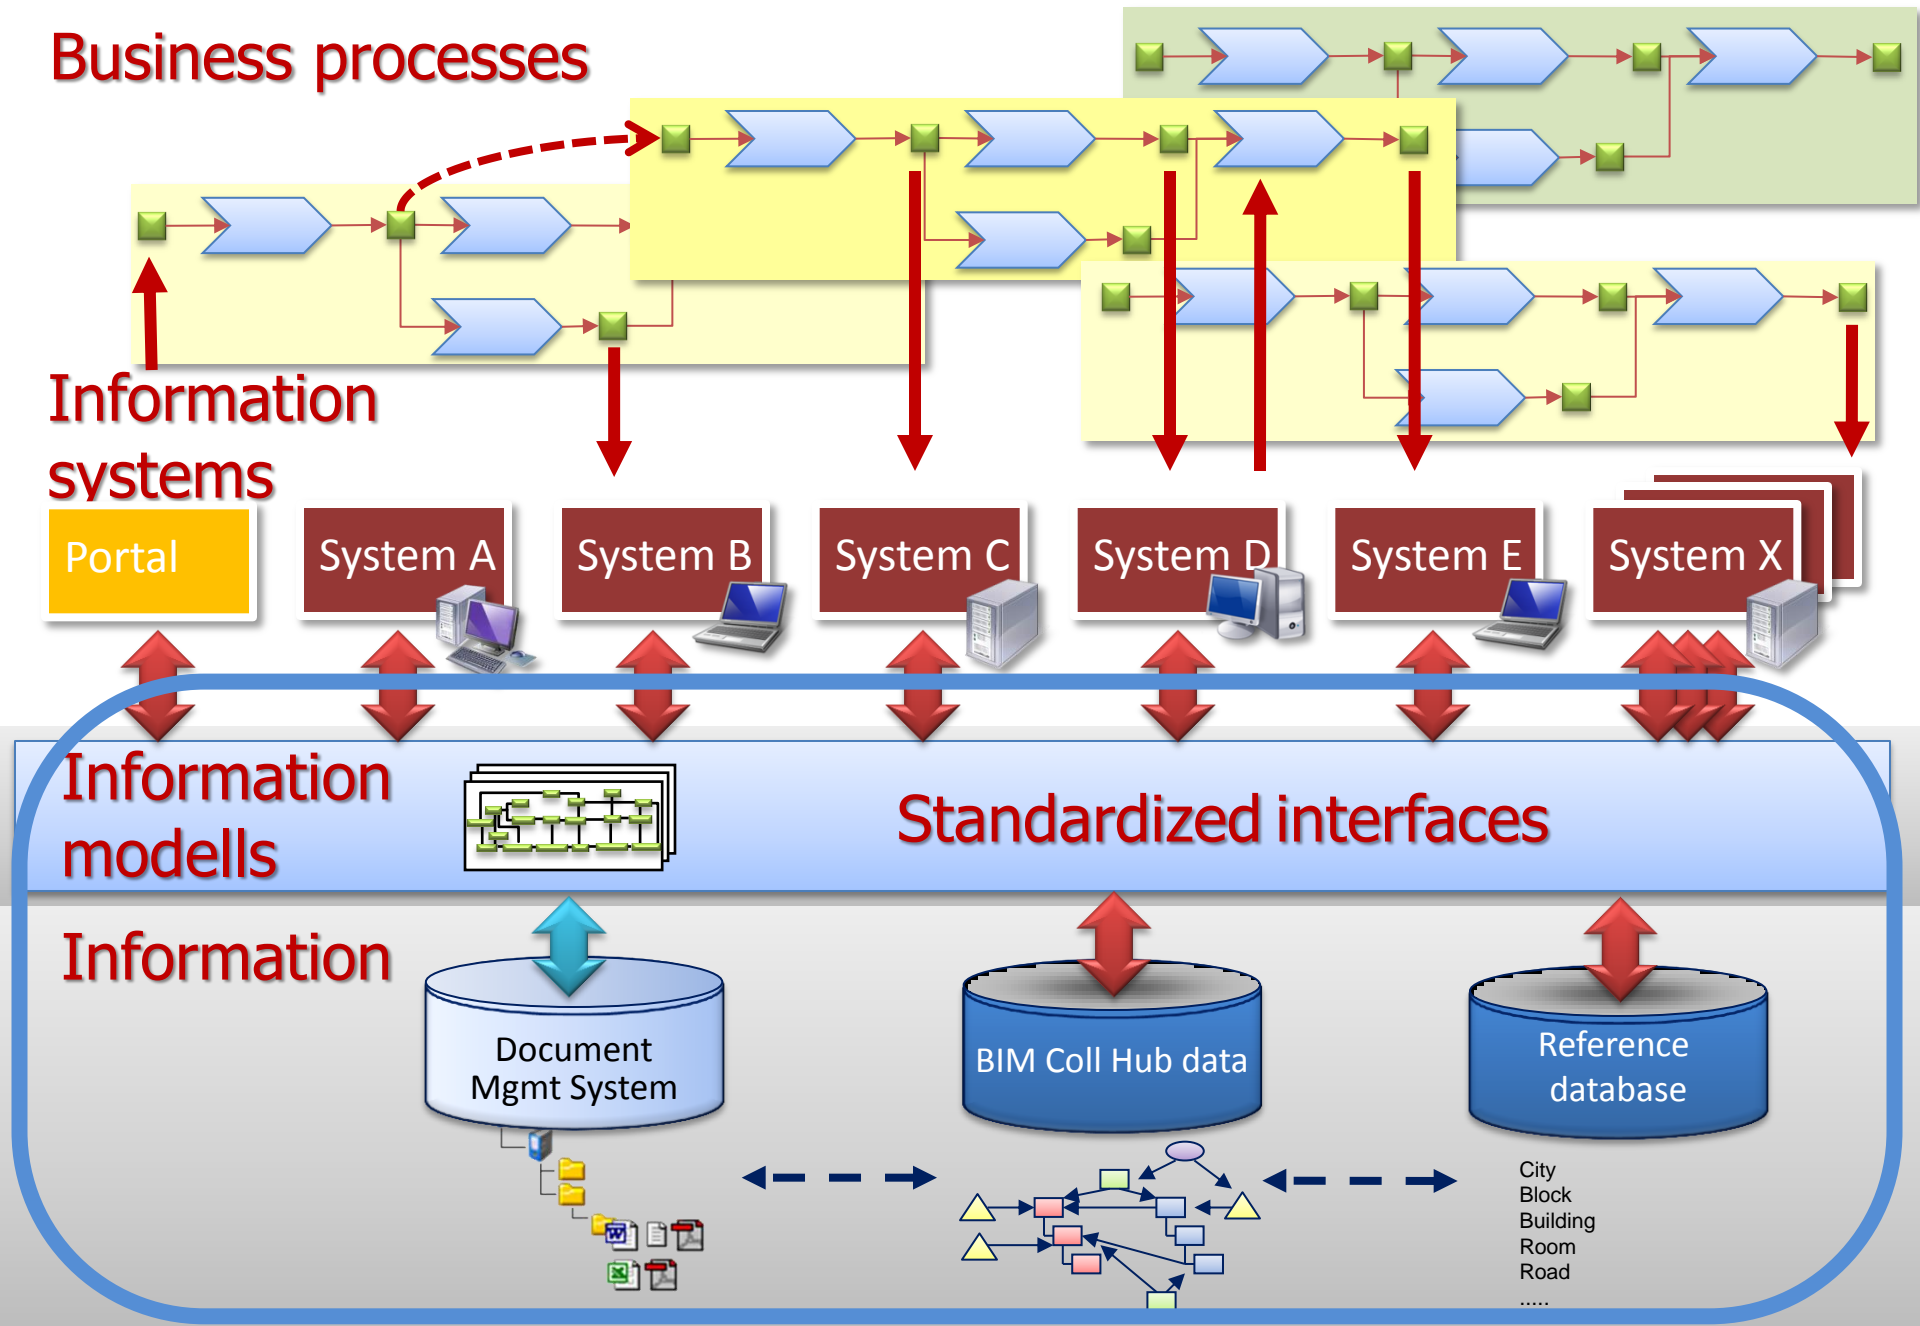 Business processes
Information
systems
Portal
System A
System B
System C
System D
System E
System X
Information
modells
Standardized interfaces
Information
Document
Mgmt System
BIM Coll Hub data
Reference
database
City
Block
Building
Room
Road
.....